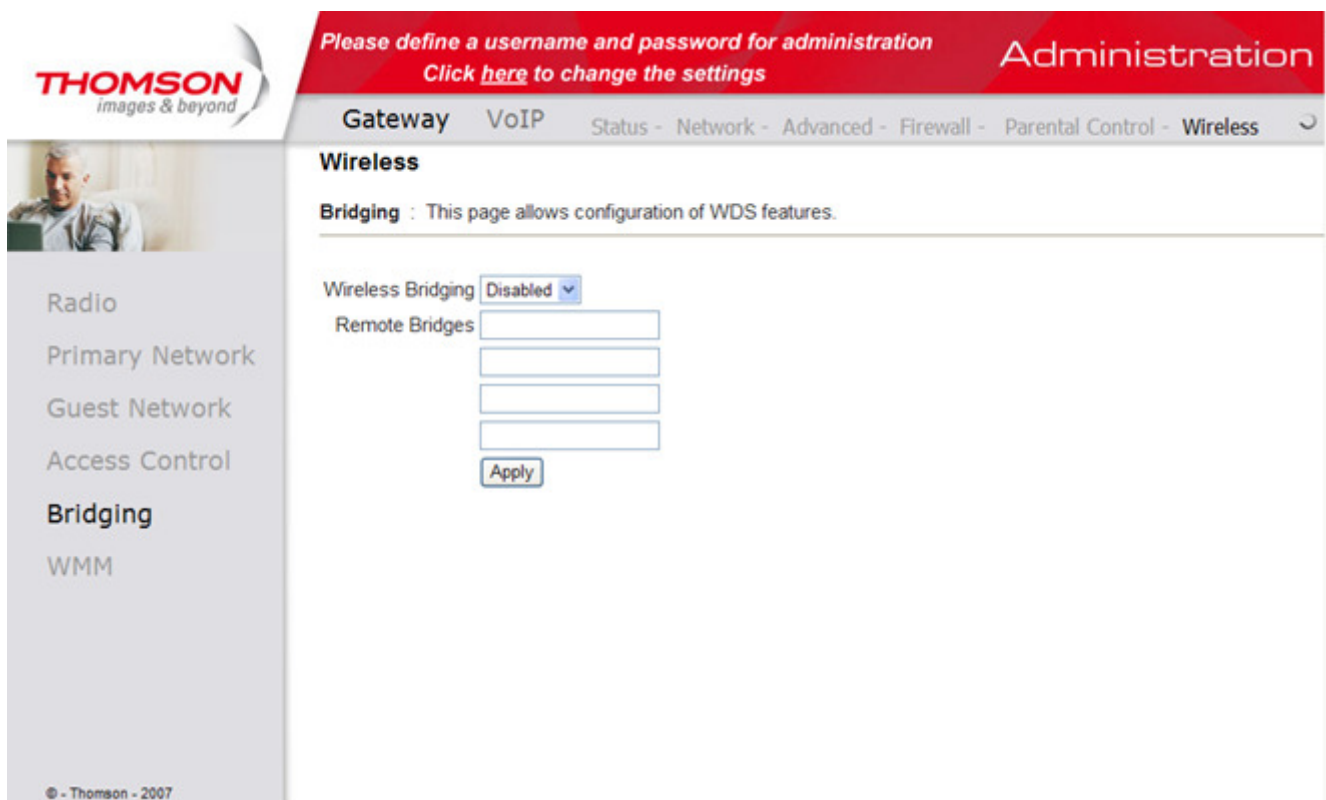 THOMSON
images & beyond
Please define a username and password for administration
Click here to change the settings
Administration
Gateway VoIP Status - Network - Advanced - Firewall - Parental Control - Wireless
Wireless
Bridging : This page allows configuration of WDS features.
Wireless Bridging Disabled
Remote Bridges
Apply
Radio
Primary Network
Guest Network
Access Control
Bridging
WMM
© - Thomson - 2007